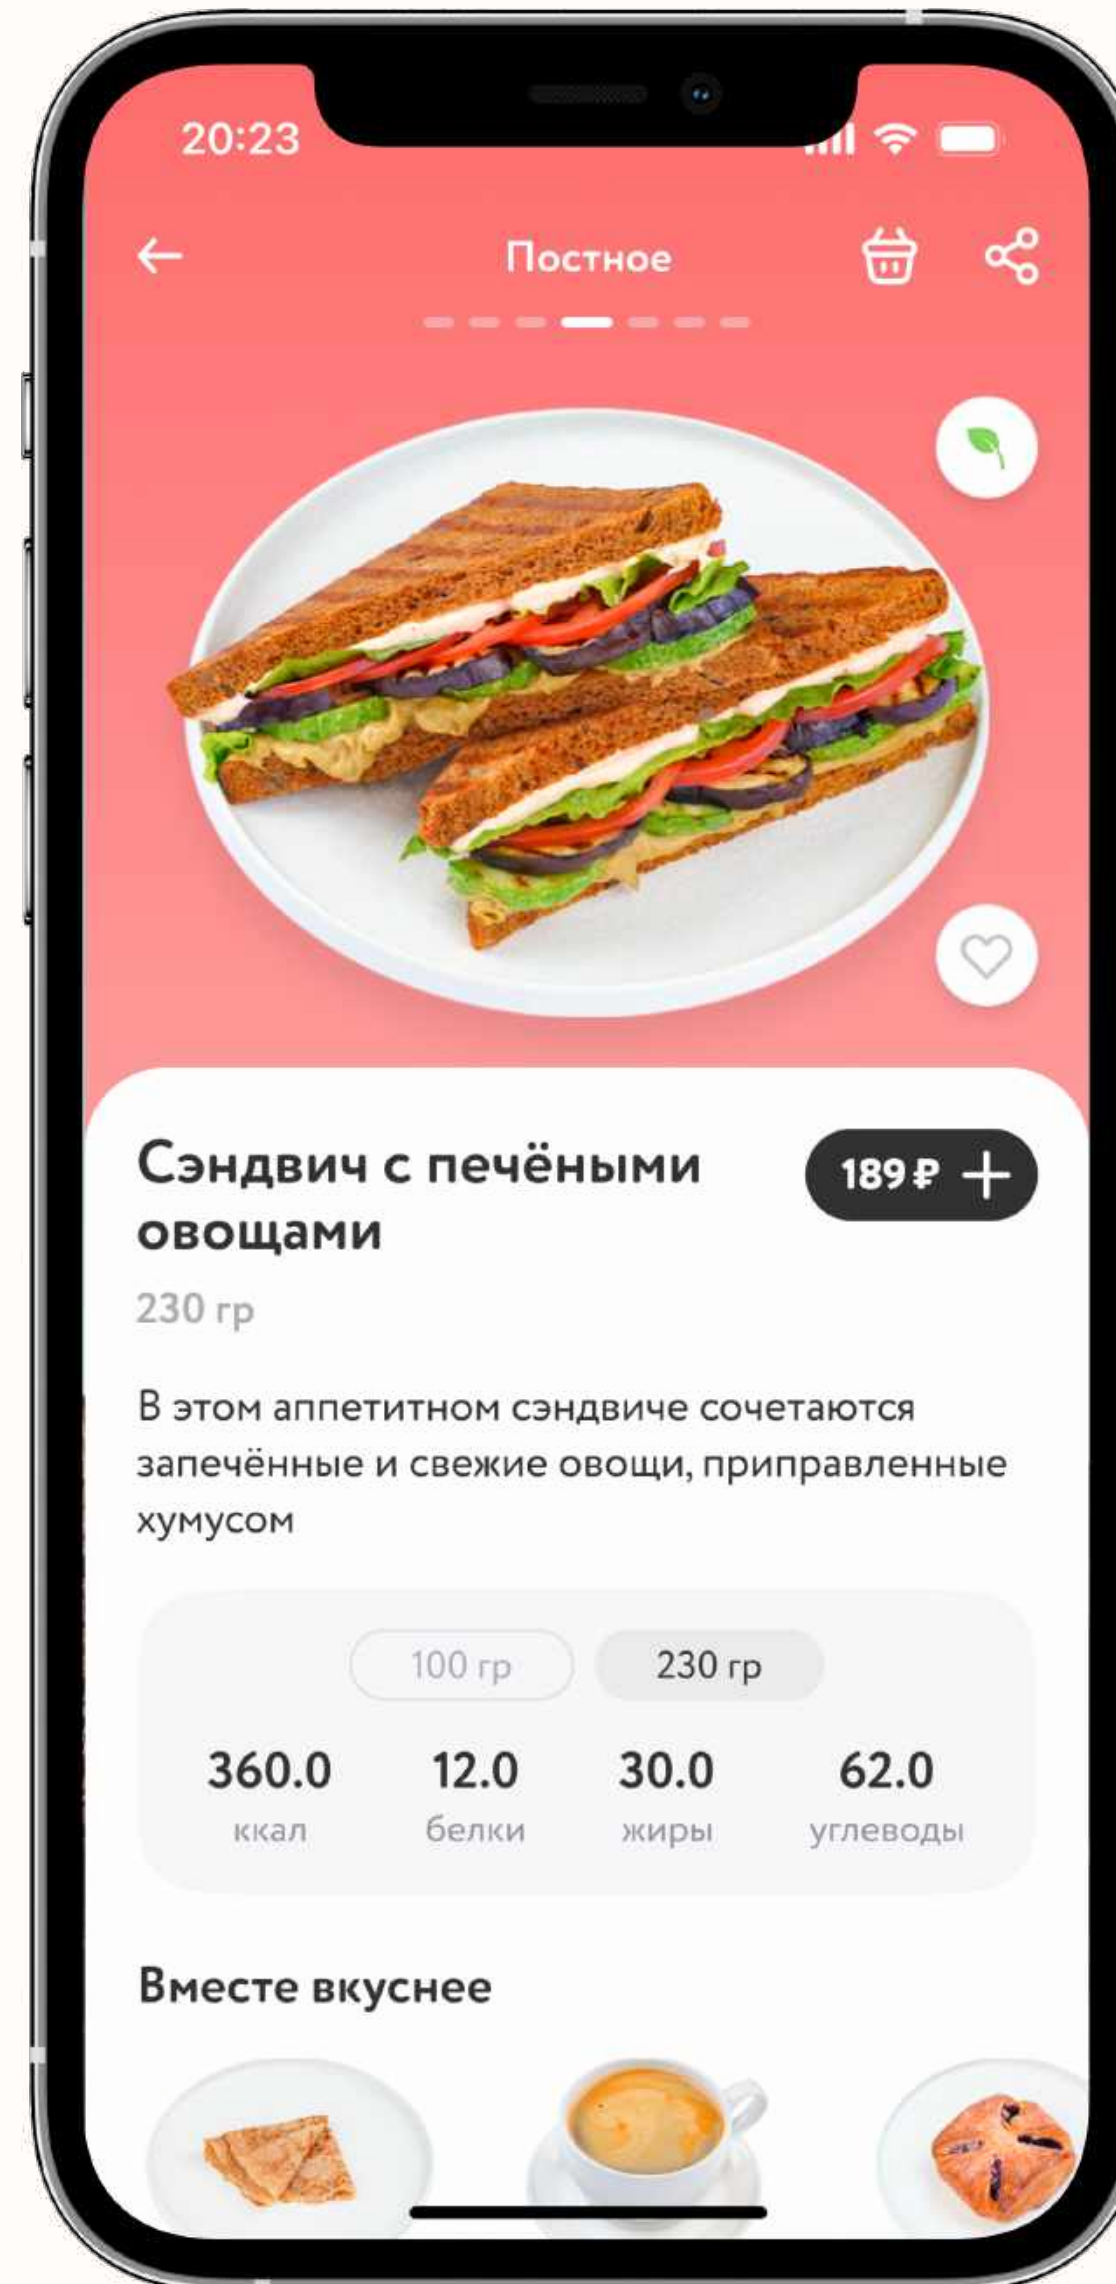 20:23
Постное
Сэндвич с печёными
овощами
189 ₽ +
230 гр
В этом аппетитном сэндвиче сочетаются
запечённые и свежие овощи, приправленные
хумусом
100 гр 230 гр
360.0 12.0 30.0 62.0
ккал белки жиры углеводы
Вместе вкуснее